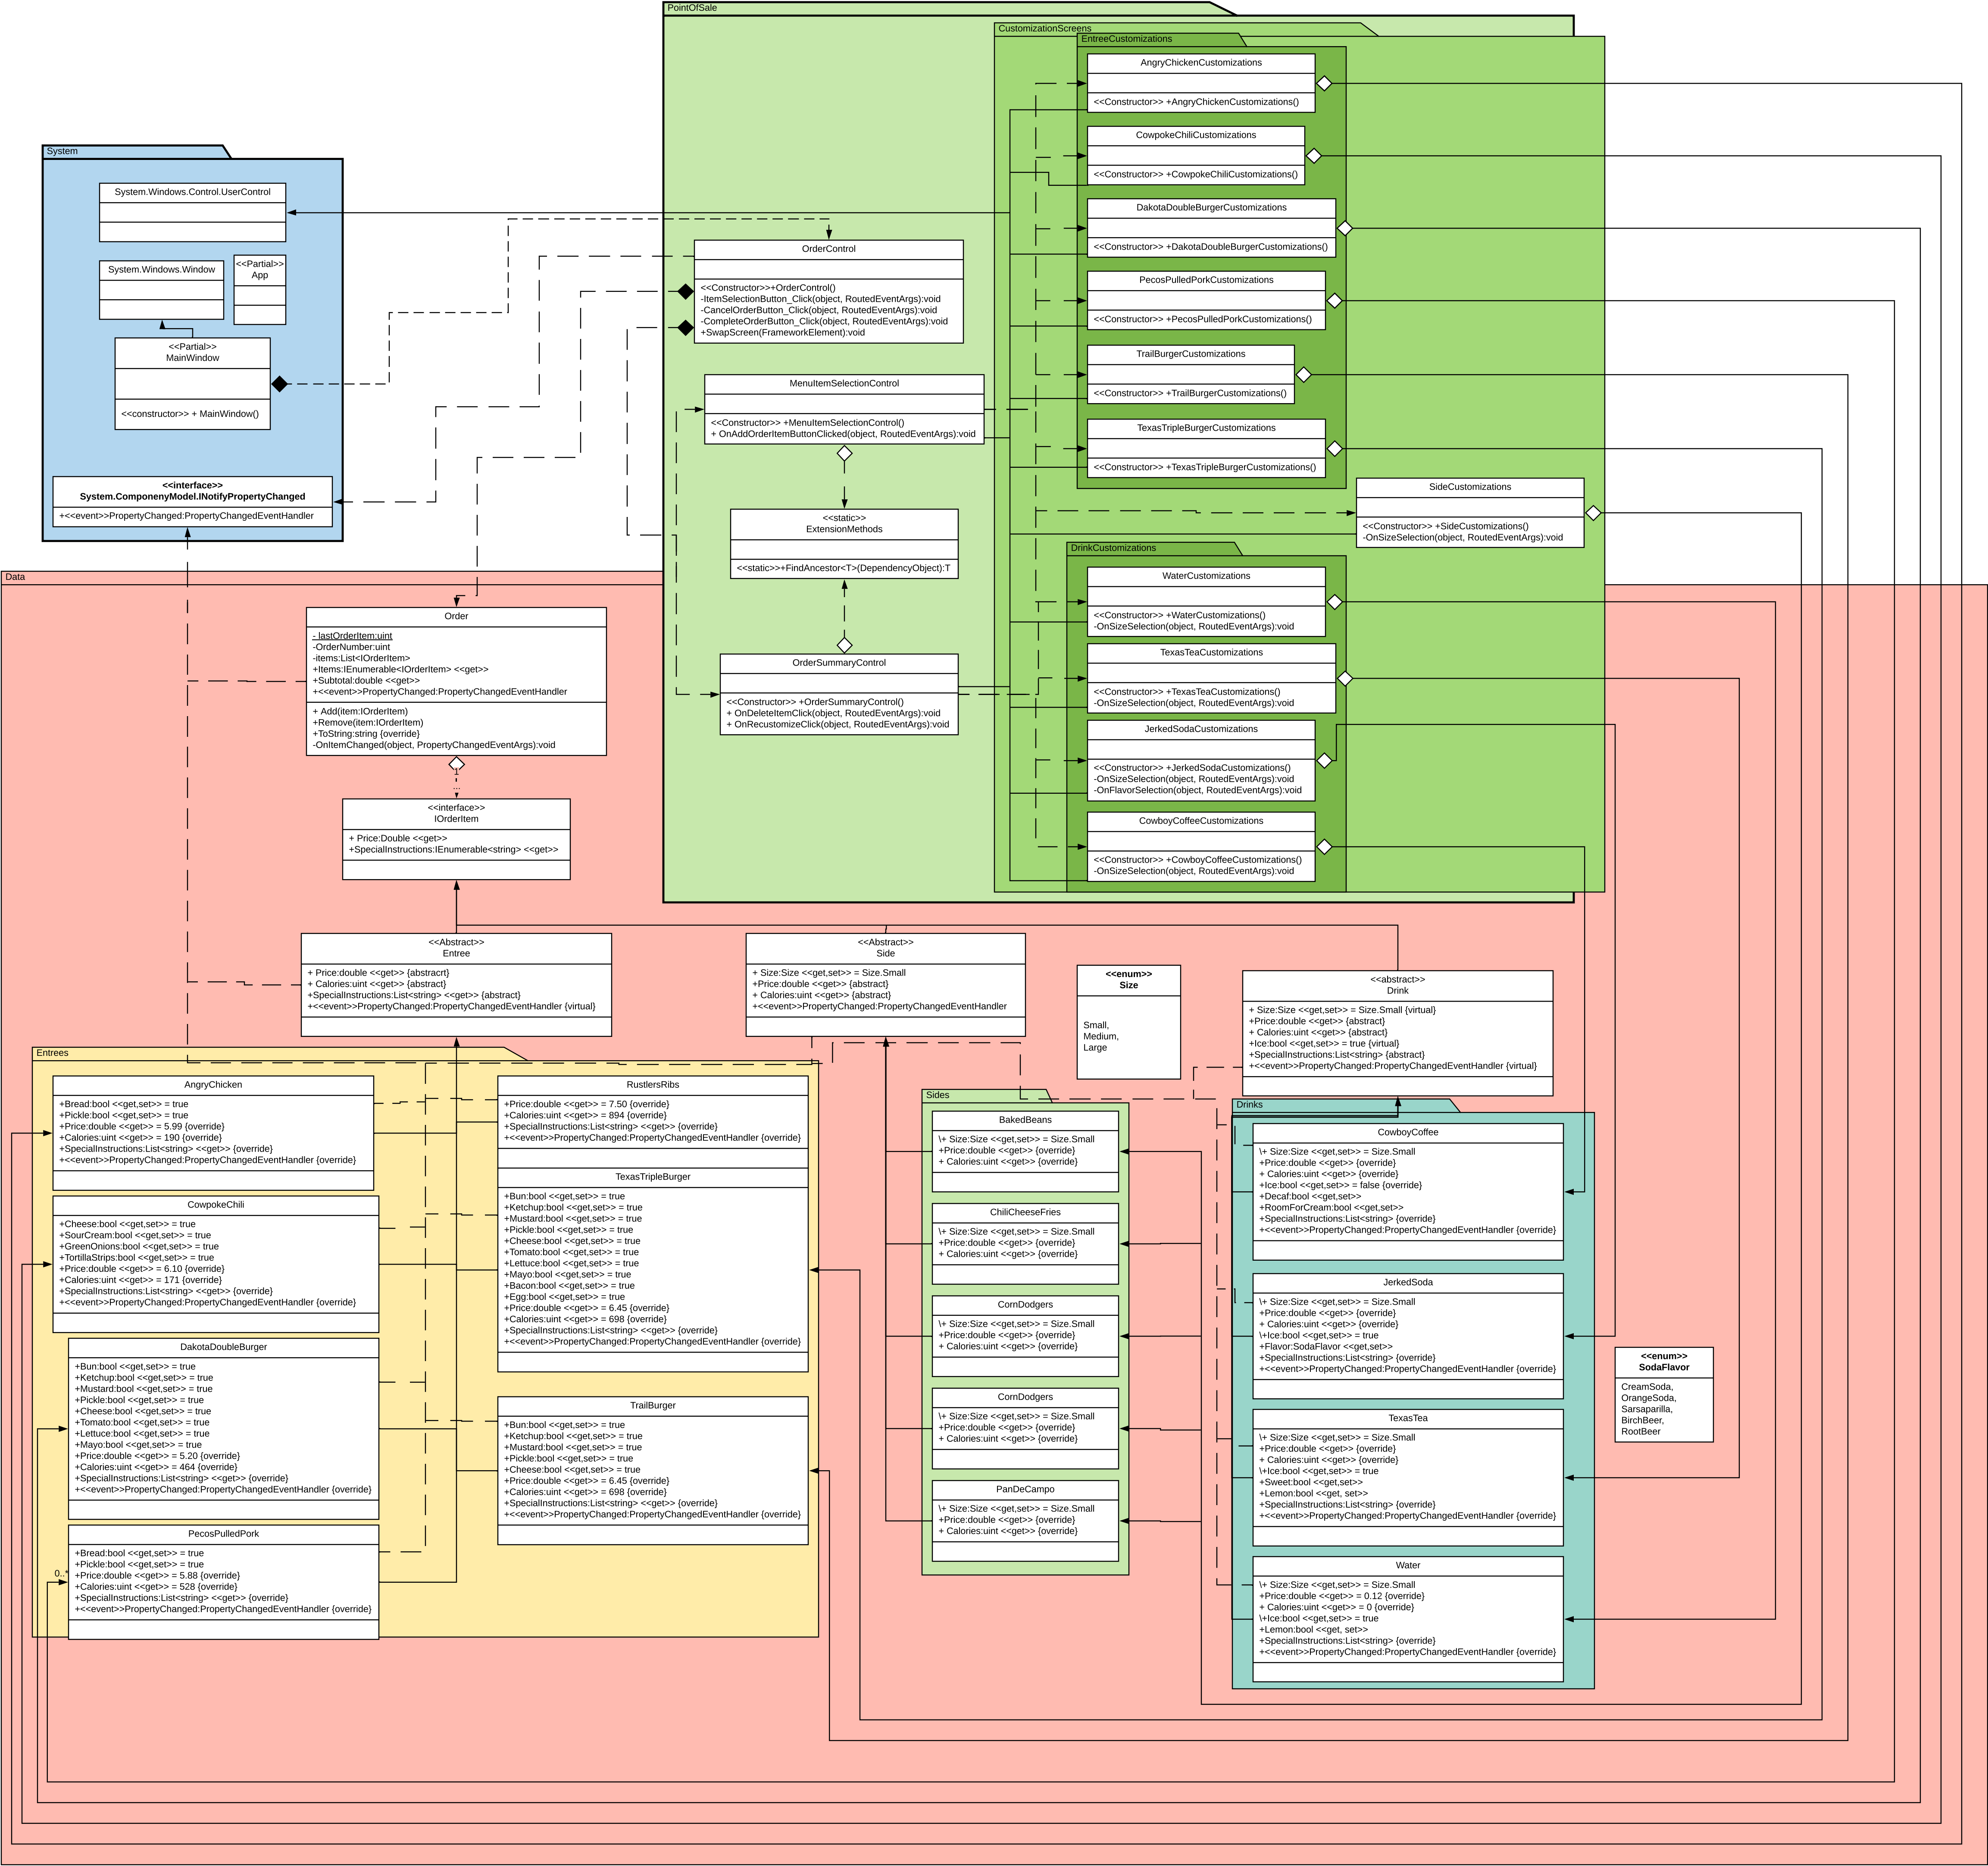 PointOfSale
CustomizationScreens
EntreeCustomizations
AngryChickenCustomizations
<<Constructor>> +AngryChickenCustomizations()
CowpokeChiliCustomizations
<<Constructor>> +CowpokeChiliCustomizations()
DakotaDoubleBurgerCustomizations
<<Constructor>> +DakotaDoubleBurgerCustomizations()
PecosPulledPorkCustomizations
<<Constructor>> +PecosPulledPorkCustomizations()
TrailBurgerCustomizations
<<Constructor>> +TrailBurgerCustomizations()
TexasTripleBurgerCustomizations
<<Constructor>> +TexasTripleBurgerCustomizations()
SideCustomizations
<<Constructor>> +SideCustomizations()
-OnSizeSelection(object, RoutedEventArgs):void
DrinkCustomizations
WaterCustomizations
<<Constructor>> +WaterCustomizations()
-OnSizeSelection(object, RoutedEventArgs):void
TexasTeaCustomizations
<<Constructor>> +TexasTeaCustomizations()
-OnSizeSelection(object, RoutedEventArgs):void
JerkedSodaCustomizations
<<Constructor>> +JerkedSodaCustomizations()
-OnSizeSelection(object, RoutedEventArgs):void
-OnFlavorSelection(object, RoutedEventArgs):void
CowboyCoffeeCustomizations
<<Constructor>> +CowboyCoffeeCustomizations()
-OnSizeSelection(object, RoutedEventArgs):void
OrderControl
<<Constructor>>+OrderControl()
-ItemSelectionButton_Click(object, RoutedEventArgs):void
-CancelOrderButton_Click(object, RoutedEventArgs):void
-CompleteOrderButton_Click(object, RoutedEventArgs):void
+SwapScreen(FrameworkElement):void
MenuItemSelectionControl
<<Constructor>> +MenuItemSelectionControl()
+ OnAddOrderItemButtonClicked(object, RoutedEventArgs):void
<<static>>
ExtensionMethods
<<static>>+FindAncestor<T>(DependencyObject):T
OrderSummaryControl
<<Constructor>> +OrderSummaryControl()
+ OnDeleteItemClick(object, RoutedEventArgs):void
+ OnRecustomizeClick(object, RoutedEventArgs):void
System
System.Windows.Control.UserControl
System.Windows.Window
<<Partial>>
App
<<Partial>>
MainWindow
<<constructor>> + MainWindow()
<<interface>>
System.ComponenyModel.INotifyPropertyChanged
+<<event>>PropertyChanged:PropertyChangedEventHandler
Data
Order
- lastOrderItem:uint
-OrderNumber:uint
-items:List<IOrderItem>
+Items:IEnumerable<IOrderItem> <<get>>
+Subtotal:double <<get>>
+<<event>>PropertyChanged:PropertyChangedEventHandler
+ Add(item:IOrderItem)
+Remove(item:IOrderItem)
+ToString:string {override}
-OnItemChanged(object, PropertyChangedEventArgs):void
1
...
<<interface>>
IOrderItem
+ Price:Double <<get>>
+SpecialInstructions:IEnumerable<string> <<get>>
<<Abstract>>
Entree
+ Price:double <<get>> {abstracrt}
+ Calories:uint <<get>> {abstract}
+SpecialInstructions:List<string> <<get>> {abstract}
+<<event>>PropertyChanged:PropertyChangedEventHandler {virtual}
<<Abstract>>
Side
+ Size:Size <<get,set>> = Size.Small
+Price:double <<get>> {abstract}
+ Calories:uint <<get>> {abstract}
+<<event>>PropertyChanged:PropertyChangedEventHandler
<<enum>>
Size
Small,
Medium,
Large
<<abstract>>
Drink
+ Size:Size <<get,set>> = Size.Small {virtual}
+Price:double <<get>> {abstract}
+ Calories:uint <<get>> {abstract}
+Ice:bool <<get,set>> = true {virtual}
+SpecialInstructions:List<string> {abstract}
+<<event>>PropertyChanged:PropertyChangedEventHandler {virtual}
Entrees
AngryChicken
+Bread:bool <<get,set>> = true
+Pickle:bool <<get,set>> = true
+Price:double <<get>> = 5.99 {override}
+Calories:uint <<get>> = 190 {override}
+SpecialInstructions:List<string> <<get>> {override}
+<<event>>PropertyChanged:PropertyChangedEventHandler {override}
CowpokeChili
+Cheese:bool <<get,set>> = true
+SourCream:bool <<get,set>> = true
+GreenOnions:bool <<get,set>> = true
+TortillaStrips:bool <<get,set>> = true
+Price:double <<get>> = 6.10 {override}
+Calories:uint <<get>> = 171 {override}
+SpecialInstructions:List<string> <<get>> {override}
+<<event>>PropertyChanged:PropertyChangedEventHandler {override}
DakotaDoubleBurger
+Bun:bool <<get,set>> = true
+Ketchup:bool <<get,set>> = true
+Mustard:bool <<get,set>> = true
+Pickle:bool <<get,set>> = true
+Cheese:bool <<get,set>> = true
+Tomato:bool <<get,set>> = true
+Lettuce:bool <<get,set>> = true
+Mayo:bool <<get,set>> = true
+Price:double <<get>> = 5.20 {override}
+Calories:uint <<get>> = 464 {override}
+SpecialInstructions:List<string> <<get>> {override}
+<<event>>PropertyChanged:PropertyChangedEventHandler {override}
PecosPulledPork
+Bread:bool <<get,set>> = true
+Pickle:bool <<get,set>> = true
+Price:double <<get>> = 5.88 {override}
+Calories:uint <<get>> = 528 {override}
+SpecialInstructions:List<string> <<get>> {override}
+<<event>>PropertyChanged:PropertyChangedEventHandler {override}
0..*
RustlersRibs
+Price:double <<get>> = 7.50 {override}
+Calories:uint <<get>> = 894 {override}
+SpecialInstructions:List<string> <<get>> {override}
+<<event>>PropertyChanged:PropertyChangedEventHandler {override}
TexasTripleBurger
+Bun:bool <<get,set>> = true
+Ketchup:bool <<get,set>> = true
+Mustard:bool <<get,set>> = true
+Pickle:bool <<get,set>> = true
+Cheese:bool <<get,set>> = true
+Tomato:bool <<get,set>> = true
+Lettuce:bool <<get,set>> = true
+Mayo:bool <<get,set>> = true
+Bacon:bool <<get,set>> = true
+Egg:bool <<get,set>> = true
+Price:double <<get>> = 6.45 {override}
+Calories:uint <<get>> = 698 {override}
+SpecialInstructions:List<string> <<get>> {override}
+<<event>>PropertyChanged:PropertyChangedEventHandler {override}
TrailBurger
+Bun:bool <<get,set>> = true
+Ketchup:bool <<get,set>> = true
+Mustard:bool <<get,set>> = true
+Pickle:bool <<get,set>> = true
+Cheese:bool <<get,set>> = true
+Price:double <<get>> = 6.45 {override}
+Calories:uint <<get>> = 698 {override}
+SpecialInstructions:List<string> <<get>> {override}
+<<event>>PropertyChanged:PropertyChangedEventHandler {override}
Sides
BakedBeans
\+ Size:Size <<get,set>> = Size.Small
+Price:double <<get>> {override}
+ Calories:uint <<get>> {override}
ChiliCheeseFries
\+ Size:Size <<get,set>> = Size.Small
+Price:double <<get>> {override}
+ Calories:uint <<get>> {override}
CornDodgers
\+ Size:Size <<get,set>> = Size.Small
+Price:double <<get>> {override}
+ Calories:uint <<get>> {override}
CornDodgers
\+ Size:Size <<get,set>> = Size.Small
+Price:double <<get>> {override}
+ Calories:uint <<get>> {override}
PanDeCampo
\+ Size:Size <<get,set>> = Size.Small
+Price:double <<get>> {override}
+ Calories:uint <<get>> {override}
Drinks
CowboyCoffee
\+ Size:Size <<get,set>> = Size.Small
+Price:double <<get>> {override}
+ Calories:uint <<get>> {override}
+Ice:bool <<get,set>> = false {override}
+Decaf:bool <<get,set>>
+RoomForCream:bool <<get,set>>
+SpecialInstructions:List<string> {override}
+<<event>>PropertyChanged:PropertyChangedEventHandler {override}
JerkedSoda
\+ Size:Size <<get,set>> = Size.Small
+Price:double <<get>> {override}
+ Calories:uint <<get>> {override}
\+Ice:bool <<get,set>> = true
+Flavor:SodaFlavor <<get,set>>
+SpecialInstructions:List<string> {override}
+<<event>>PropertyChanged:PropertyChangedEventHandler {override}
TexasTea
\+ Size:Size <<get,set>> = Size.Small
+Price:double <<get>> {override}
+ Calories:uint <<get>> {override}
\+Ice:bool <<get,set>> = true
+Sweet:bool <<get,set>>
+Lemon:bool <<get, set>>
+SpecialInstructions:List<string> {override}
+<<event>>PropertyChanged:PropertyChangedEventHandler {override}
Water
\+ Size:Size <<get,set>> = Size.Small
+Price:double <<get>> = 0.12 {override}
+ Calories:uint <<get>> = 0 {override}
\+Ice:bool <<get,set>> = true
+Lemon:bool <<get, set>>
+SpecialInstructions:List<string> {override}
+<<event>>PropertyChanged:PropertyChangedEventHandler {override}
<<enum>>
SodaFlavor
CreamSoda,
OrangeSoda,
Sarsaparilla,
BirchBeer,
RootBeer